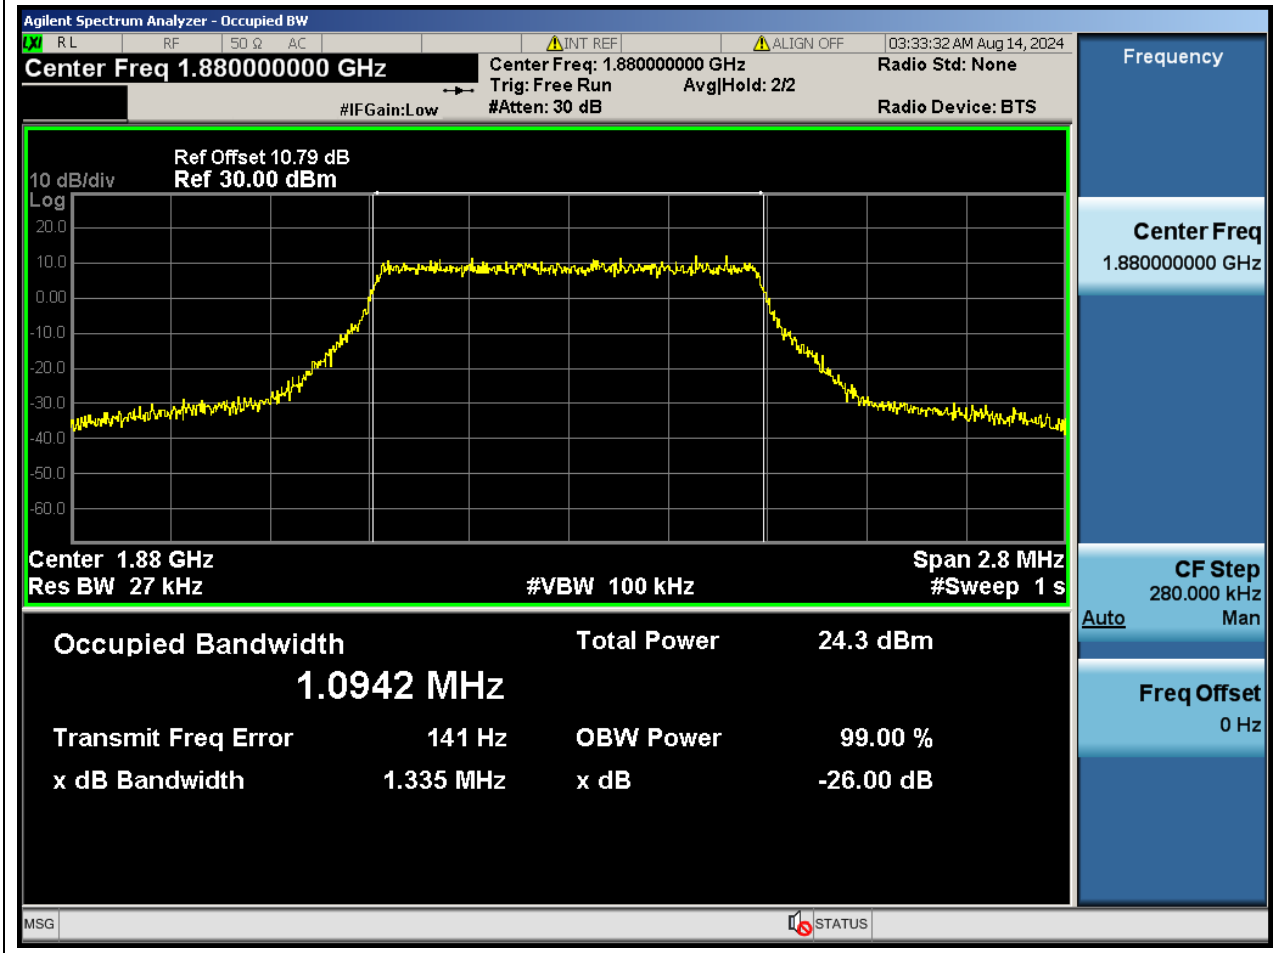 Agilent Spectrum Analyzer - Occupied BW
LXI RL RF 50 Ω AC INT REF ALIGN OFF 03:33:32 AM Aug 14, 2024
Center Freq 1.880000000 GHz
Center Freq: 1.880000000 GHz
Radio Std: None
Trig: Free Run Avg|Hold: 2/2
#IFGain:Low
#Atten: 30 dB
Radio Device: BTS
Ref Offset 10.79 dB
10 dB/div Ref 30.00 dBm
Log
20.0
10.0
0.00
-10.0
-20.0
-30.0
-40.0
-50.0
-60.0
Center 1.88 GHz Span 2.8 MHz
Res BW 27 kHz #VBW 100 kHz #Sweep 1 s
Occupied Bandwidth Total Power 24.3 dBm
1.0942 MHz
Transmit Freq Error 141 Hz OBW Power 99.00 %
x dB Bandwidth 1.335 MHz x dB -26.00 dB
Frequency
Center Freq
1.880000000 GHz
CF Step
280.000 kHz
Auto Man
Freq Offset
0 Hz
MSG STATUS